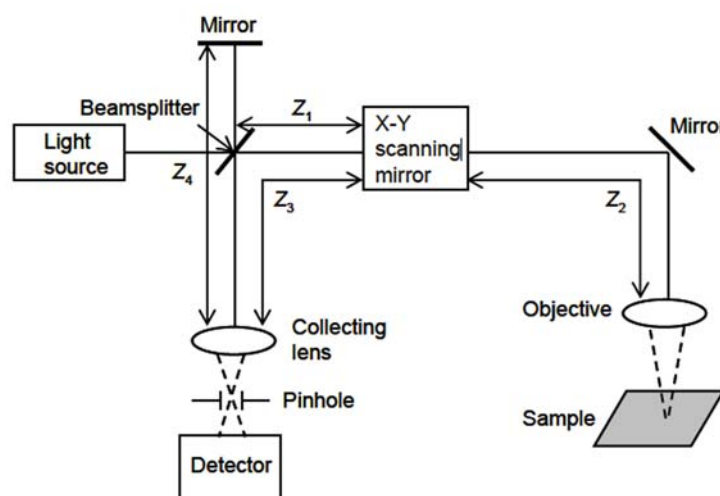 Mirror
Beamsplitter
Z1
X-Y
scanning
mirror
Mirror
Light
source
Z4
Z3
Z2
Objective
Collecting
lens
Pinhole
Sample
Detector